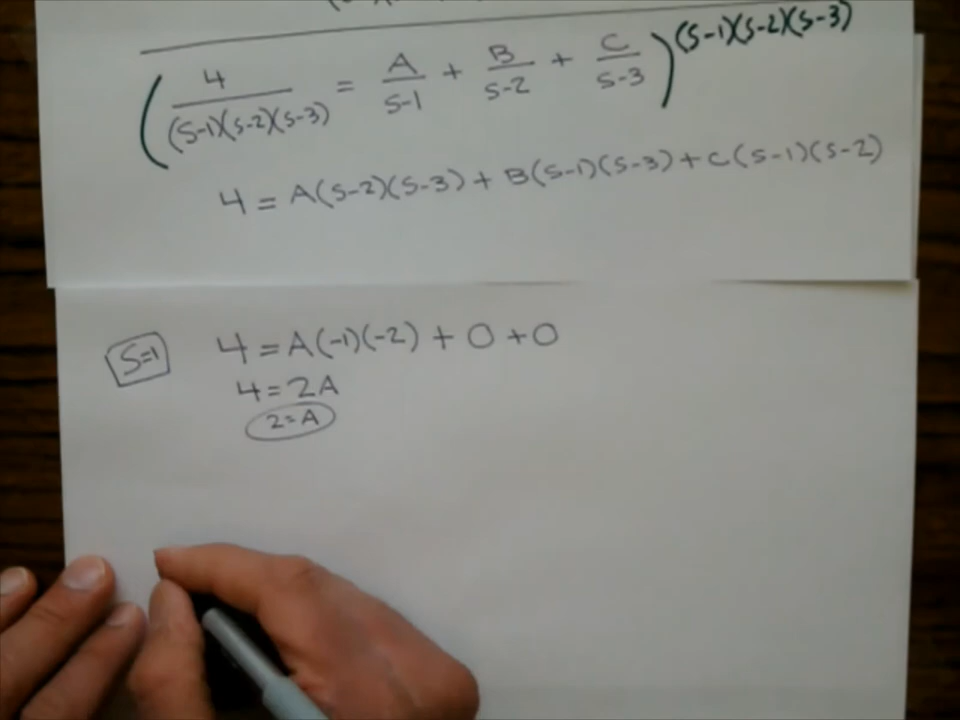 ( 4 / (S-1)(S-2)(S-3) = A / S-1 + B / S-2 + C / S-3 ) (S-1)(S-2)(S-3)
4 = A(S-2)(S-3) + B(S-1)(S-3) + C(S-1)(S-2)
S=1 4 = A(-1)(-2) + 0 + 0
4 = 2A
2 = A